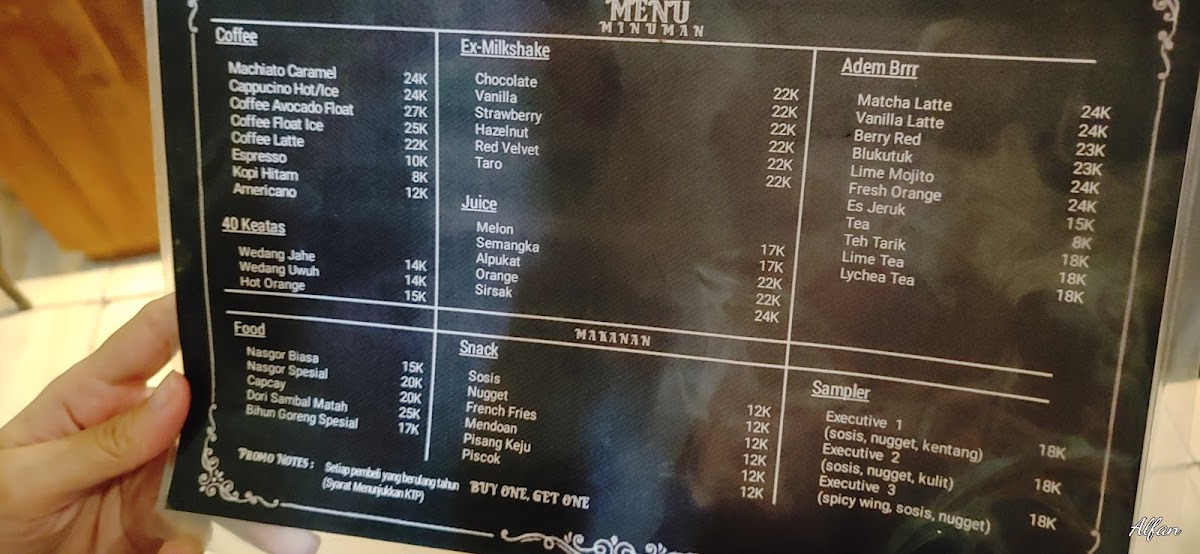 MENU
MINUMAN
Coffee
Machiato Caramel 24K
Cappucino Hot/Ice 24K
Coffee Avocado Float 27K
Coffee Float Ice 25K
Coffee Latte 22K
Espresso 10K
Kopi Hitam 8K
Americano 12K
40 Keatas
Wedang Jahe 14K
Wedang Uwuh 14K
Hot Orange 15K
Ex-Milkshake
Chocolate 22K
Vanilla 22K
Strawberry 22K
Hazelnut 22K
Red Velvet 22K
Taro 22K
Juice
Melon 17K
Semangka 17K
Alpukat 22K
Orange 22K
Sirsak 24K
Adem Brrr
Matcha Latte 24K
Vanilla Latte 24K
Berry Red 23K
Blukutuk 23K
Lime Mojito 24K
Fresh Orange 24K
Es Jeruk 15K
Tea 8K
Teh Tarik 18K
Lime Tea 18K
Lychea Tea 18K
MAKANAN
Food
Nasgor Biasa 15K
Nasgor Spesial 20K
Capcay 20K
Dori Sambal Matah 25K
Bihun Goreng Spesial 17K
Snack
Sosis 12K
Nugget 12K
French Fries 12K
Mendoan 12K
Pisang Keju 12K
Piscok 12K
Sampler
Executive 1
(sosis, nugget, kentang) 18K
Executive 2
(sosis, nugget, kulit) 18K
Executive 3
(spicy wing, sosis, nugget) 18K
PROMO NOTES : Setiap pembeli yang berulang tahun
(Syarat Menunjukkan KTP)
BUY ONE, GET ONE
Alfan